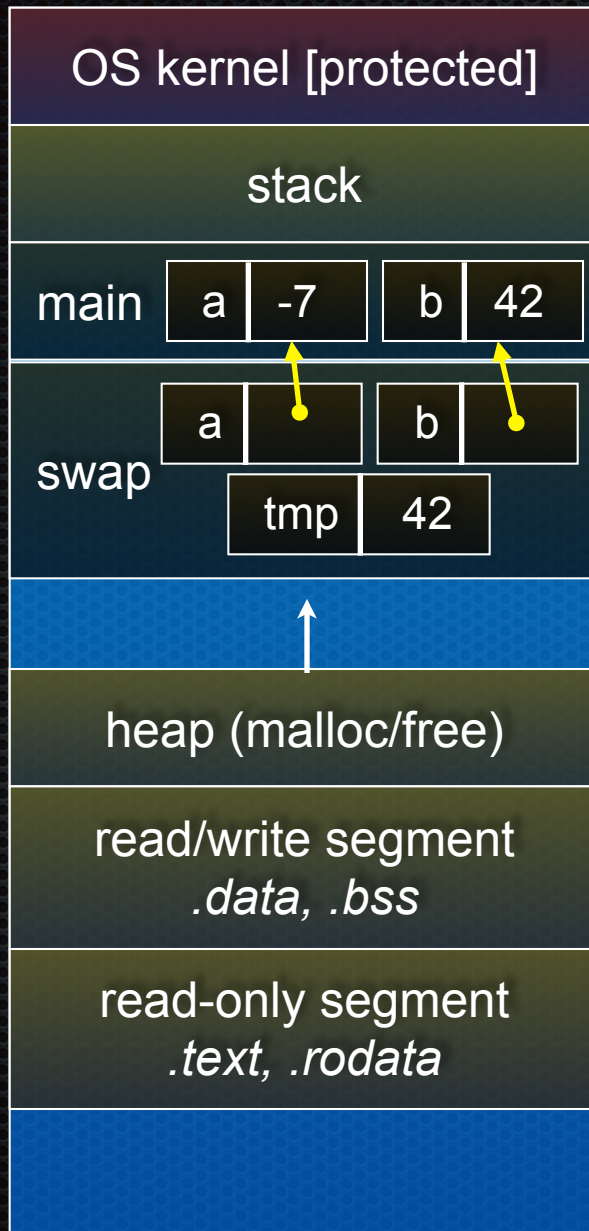 OS kernel [protected]
stack
main a -7 b 42
swap a b
tmp 42
heap (malloc/free)
read/write segment
.data, .bss
read-only segment
.text, .rodata